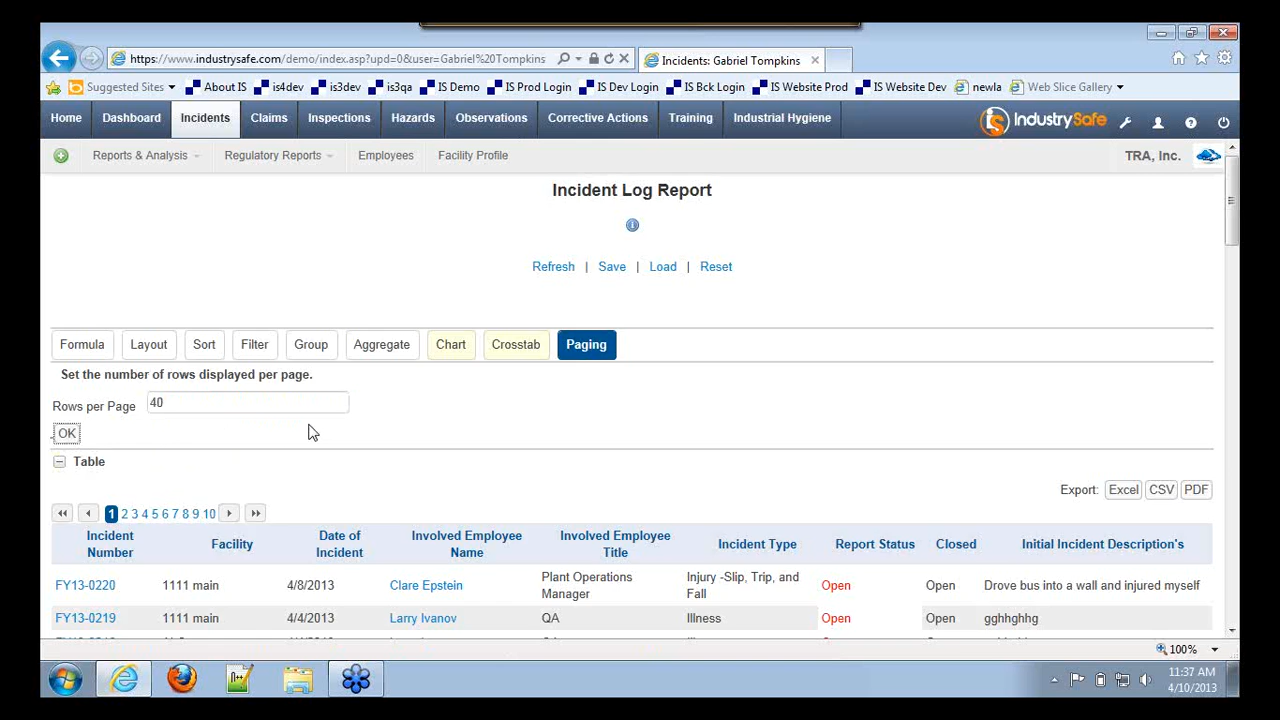 https://www.industrysafe.com/demo/index.asp?upd=0&user=Gabriel%20Tompkins
Incidents: Gabriel Tompkins
Suggested Sites
About IS
is4dev
is3dev
is3qa
IS Demo
IS Prod Login
IS Dev Login
IS Bck Login
IS Website Prod
IS Website Dev
newla
Web Slice Gallery
Home
Dashboard
Incidents
Claims
Inspections
Hazards
Observations
Corrective Actions
Training
Industrial Hygiene
IndustrySafe
Reports & Analysis
Regulatory Reports
Employees
Facility Profile
TRA, Inc.
Incident Log Report
Refresh | Save | Load | Reset
Formula
Layout
Sort
Filter
Group
Aggregate
Chart
Crosstab
Paging
Set the number of rows displayed per page.
Rows per Page 40
OK
Table
Export: Excel CSV PDF
1 2 3 4 5 6 7 8 9 10
Incident Number
Facility
Date of Incident
Involved Employee Name
Involved Employee Title
Incident Type
Report Status
Closed
Initial Incident Description's
FY13-0220 1111 main 4/8/2013 Clare Epstein Plant Operations Manager Injury -Slip, Trip, and Fall Open Open Drove bus into a wall and injured myself
FY13-0219 1111 main 4/4/2013 Larry Ivanov QA Illness Open Open gghhghhg
100%
11:37 AM
4/10/2013